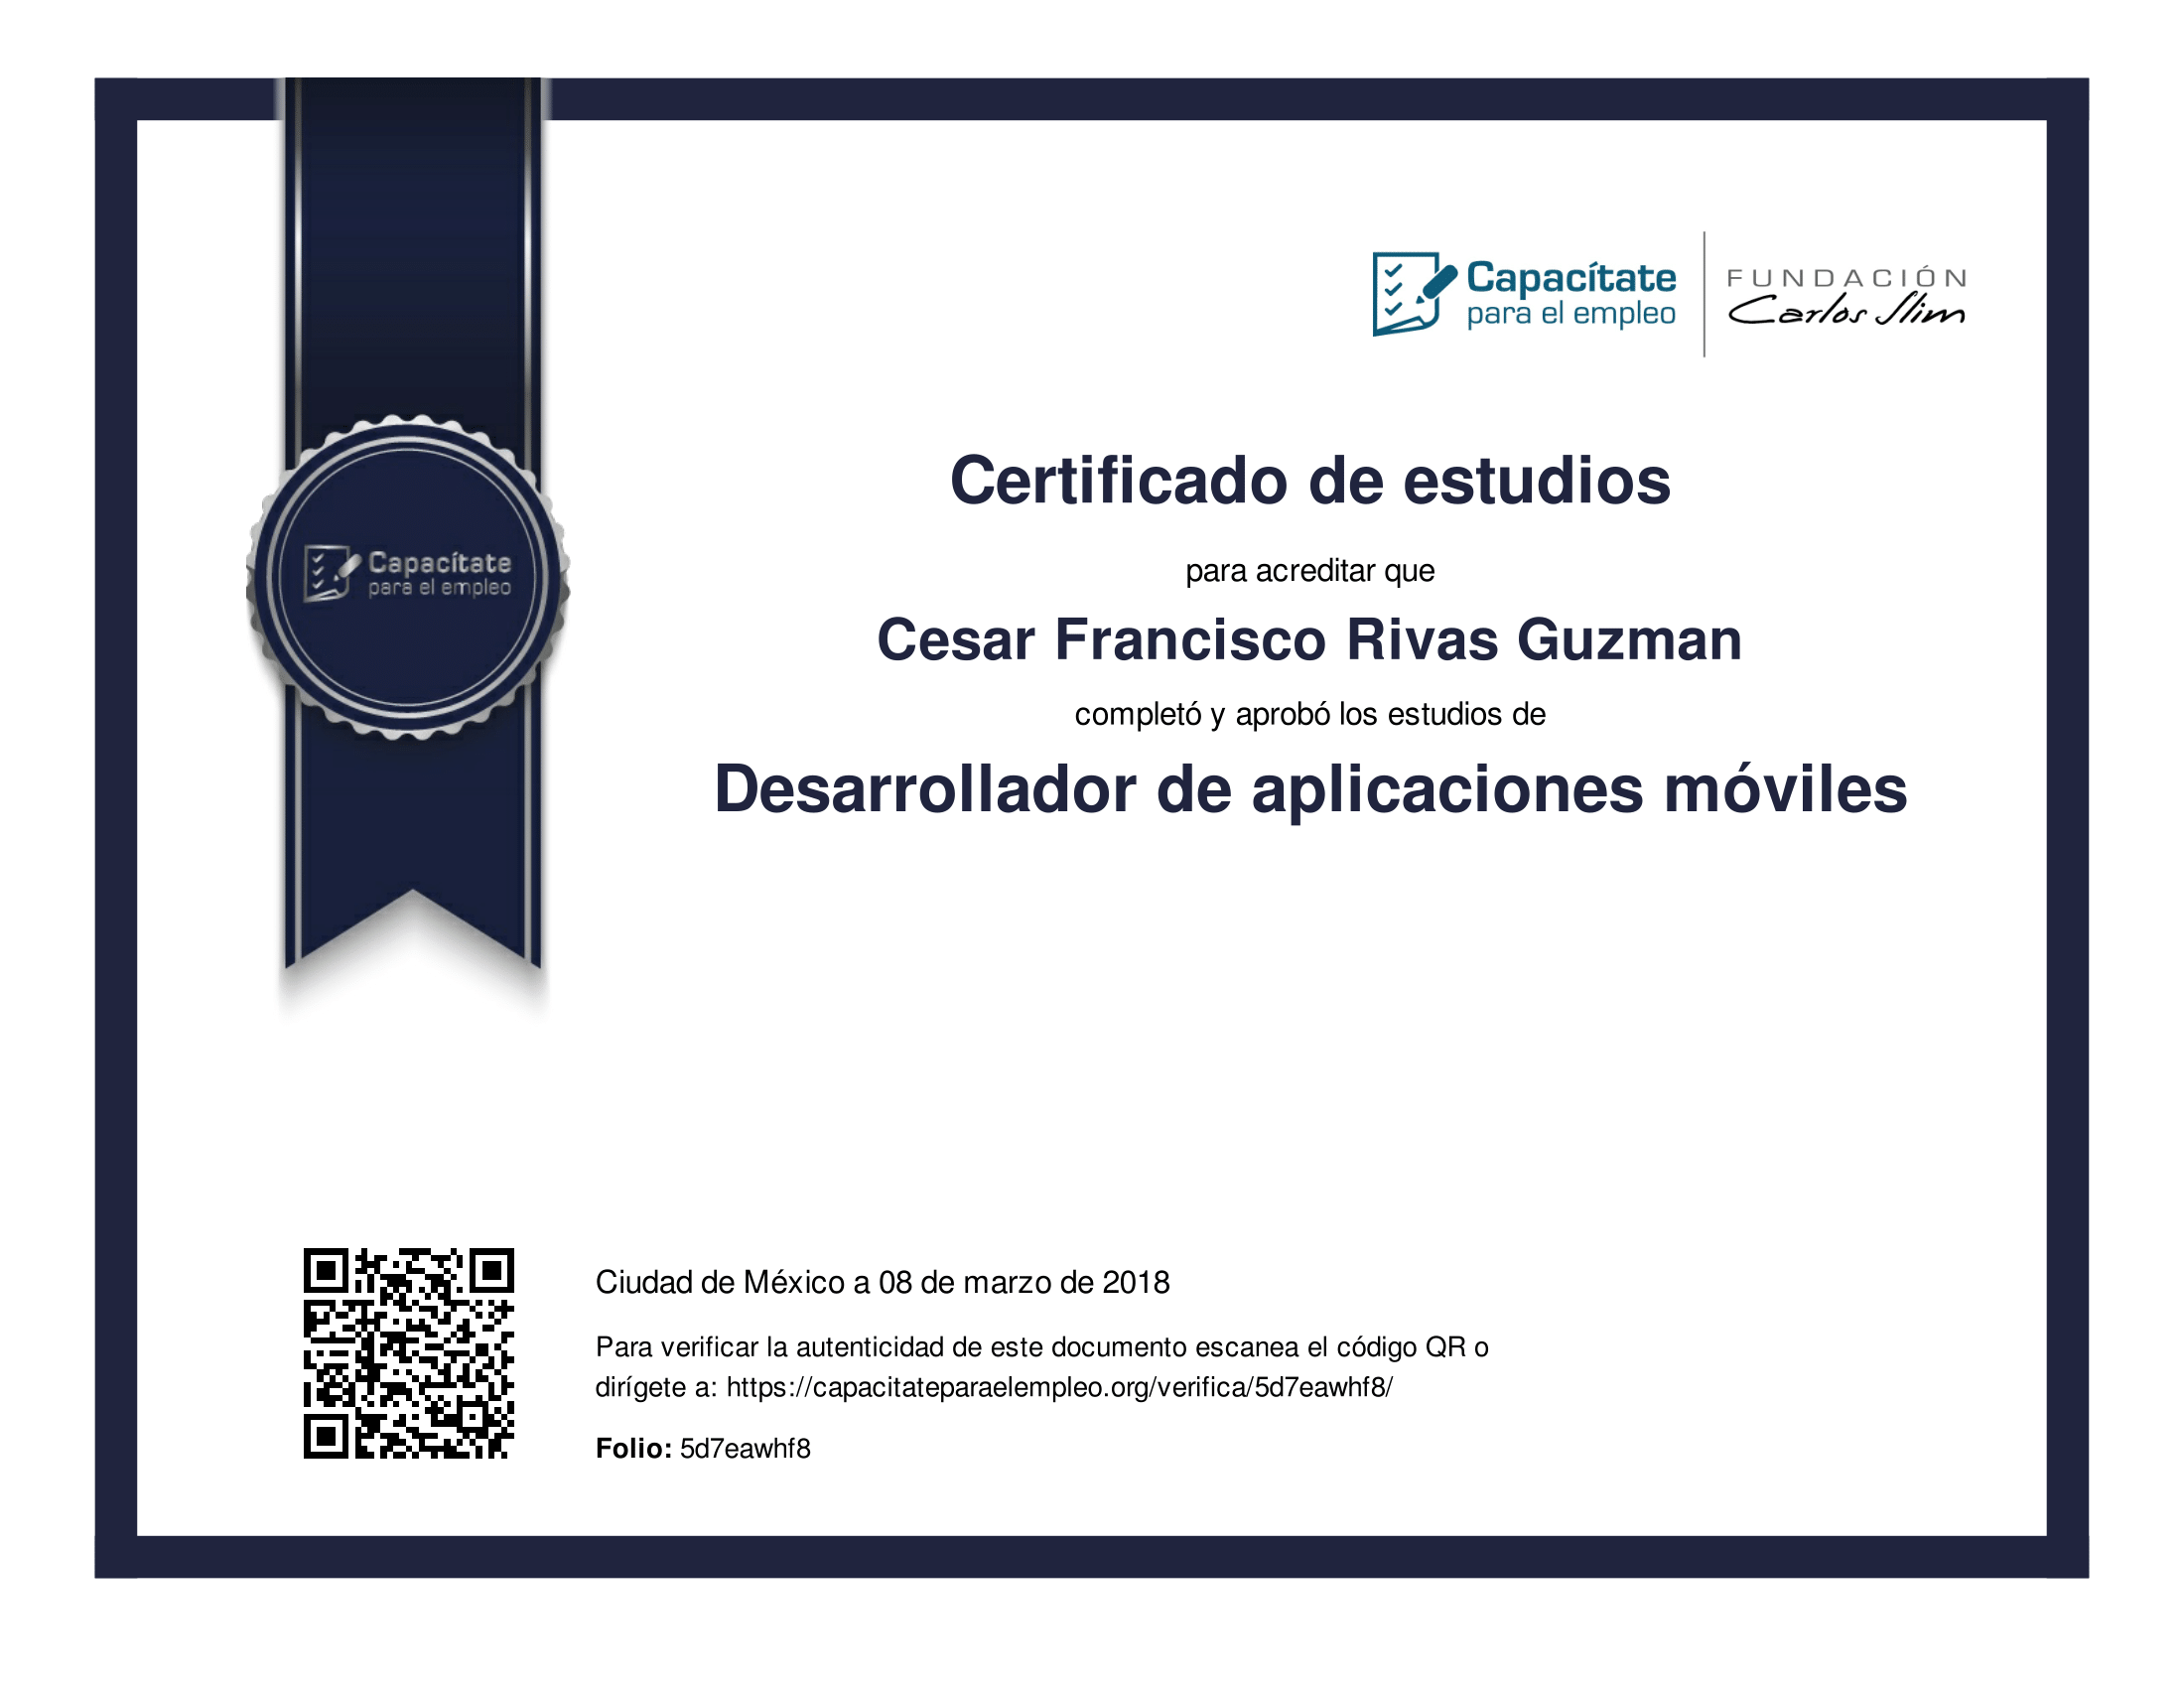 Capacítate
para el empleo
FUNDACIÓN
Carlos Slim
Capacítate
para el empleo
Certificado de estudios
para acreditar que
Cesar Francisco Rivas Guzman
completó y aprobó los estudios de
Desarrollador de aplicaciones móviles
Ciudad de México a 08 de marzo de 2018
Para verificar la autenticidad de este documento escanea el código QR o
dirígete a: https://capacitateparaelempleo.org/verifica/5d7eawhf8/
Folio: 5d7eawhf8